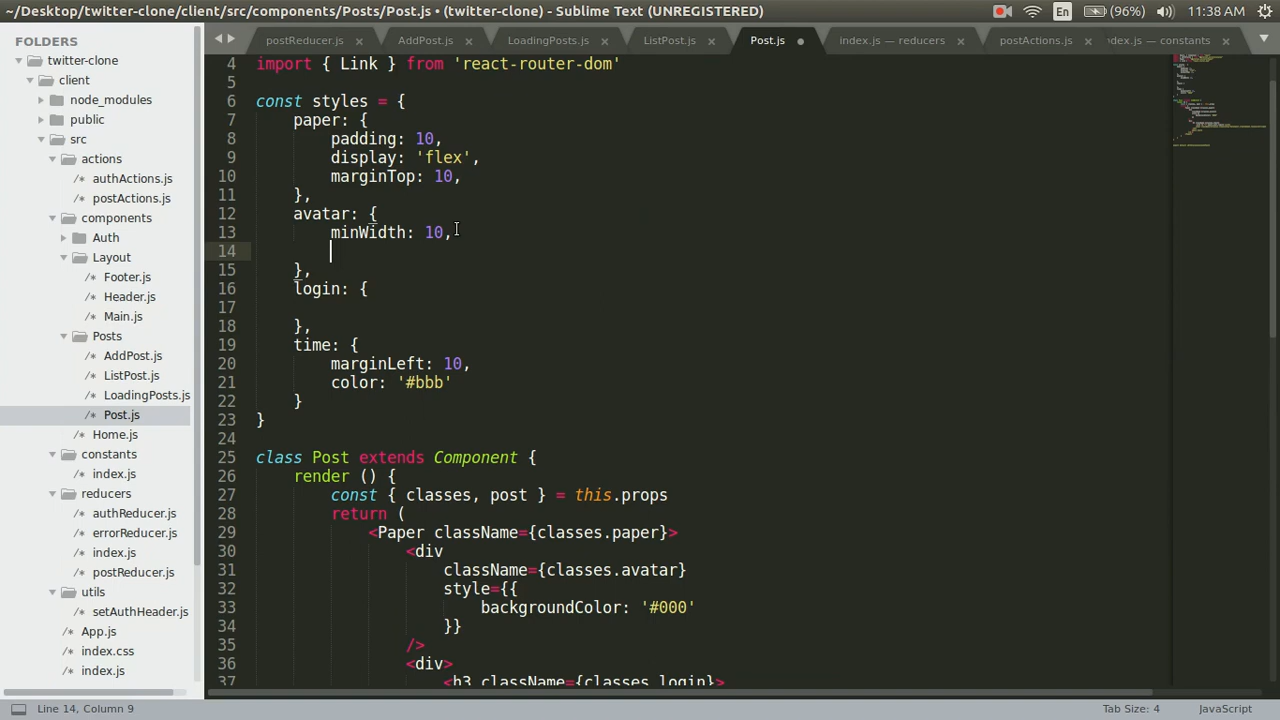 ~/Desktop/twitter-clone/client/src/components/Posts/Post.js • (twitter-clone) - Sublime Text (UNREGISTERED)
En
(96%)
11:38 AM
FOLDERS
twitter-clone
client
node_modules
public
src
actions
authActions.js
postActions.js
components
Auth
Layout
Footer.js
Header.js
Main.js
Posts
AddPost.js
ListPost.js
LoadingPosts.js
Post.js
Home.js
constants
index.js
reducers
authReducer.js
errorReducer.js
index.js
postReducer.js
utils
setAuthHeader.js
App.js
index.css
index.js
postReducer.js
AddPost.js
LoadingPosts.js
ListPost.js
Post.js
index.js — reducers
postActions.js
ndex.js — constants
4 import { Link } from 'react-router-dom'
5
6 const styles = {
7 paper: {
8 padding: 10,
9 display: 'flex',
10 marginTop: 10,
11 },
12 avatar: {
13 minWidth: 10,
14
15 },
16 login: {
17
18 },
19 time: {
20 marginLeft: 10,
21 color: '#bbb'
22 }
23 }
24
25 class Post extends Component {
26 render () {
27 const { classes, post } = this.props
28 return (
29 <Paper className={classes.paper}>
30 <div
31 className={classes.avatar}
32 style={{
33 backgroundColor: '#000'
34 }}
35 />
36 <div>
37 <h3 className={classes.login}>
Line 14, Column 9
Tab Size: 4
JavaScript